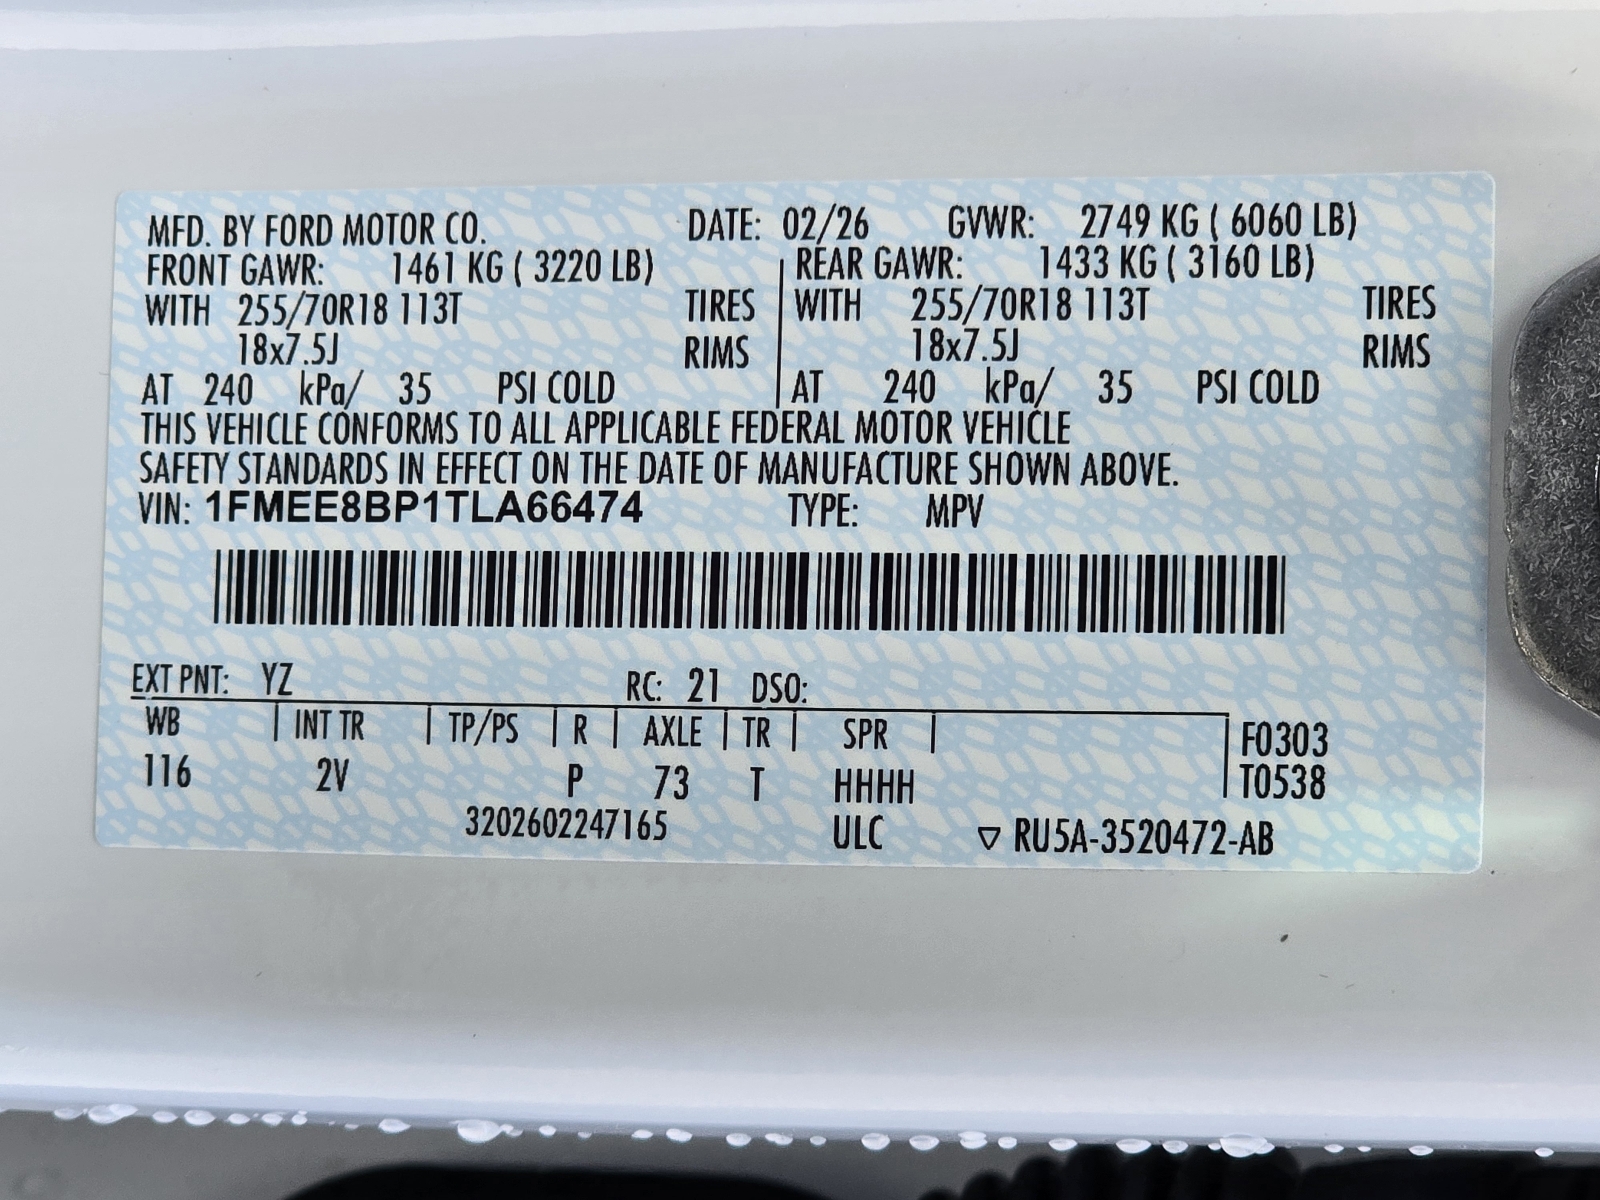 MFD. BY FORD MOTOR CO. DATE: 02/26 GVWR: 2749 KG ( 6060 LB)
FRONT GAWR: 1461 KG ( 3220 LB) REAR GAWR: 1433 KG ( 3160 LB)
WITH 255/70R18 113T TIRES WITH 255/70R18 113T TIRES
18x7.5J RIMS 18x7.5J RIMS
AT 240 kPa/ 35 PSI COLD AT 240 kPa/ 35 PSI COLD
THIS VEHICLE CONFORMS TO ALL APPLICABLE FEDERAL MOTOR VEHICLE
SAFETY STANDARDS IN EFFECT ON THE DATE OF MANUFACTURE SHOWN ABOVE.
VIN: 1FMEE8BP1TLA66474 TYPE: MPV
EXT PNT: YZ RC: 21 DSO:
WB INT TR TP/PS R AXLE TR SPR F0303
116 2V P 73 T HHHH T0538
3202602247165 ULC ▽ RU5A-3520472-AB